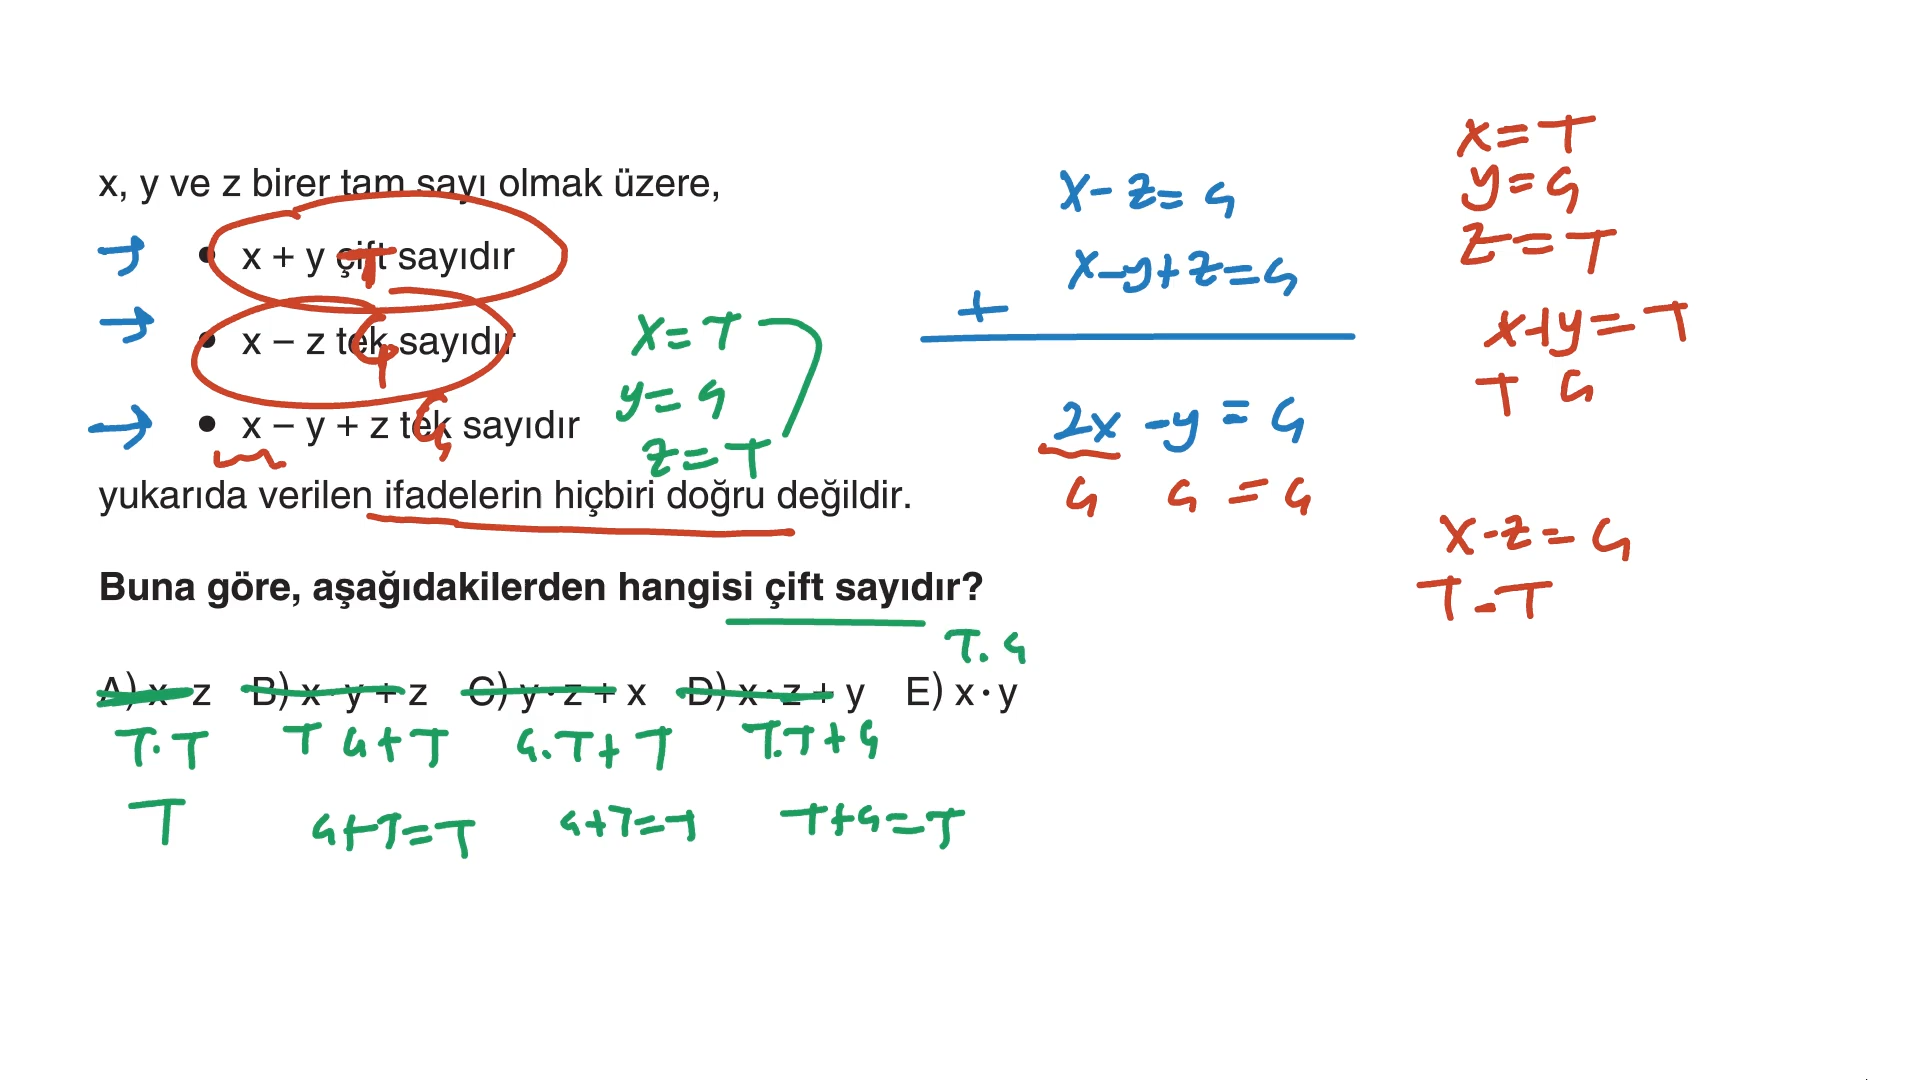 x, y ve z birer tam sayı olmak üzere,
• x + y çift sayıdır
T
• x – z tek sayıdır
Ç
• x – y + z tek sayıdır
Ç
yukarıda verilen ifadelerin hiçbiri doğru değildir.
Buna göre, aşağıdakilerden hangisi çift sayıdır?
T.Ç
A) x·z B) x·y + z C) y·z + x D) x·z + y E) x·y
T.T T Ç+T Ç.T+T T.T+Ç
T Ç+T=T Ç+T=T T+Ç=T
x=T
y=Ç
z=T
x-z=Ç
x-y+z=Ç
+
2x-y=Ç
Ç Ç=Ç
x=T
y=Ç
z=T
x+y=T
T Ç
x-z=Ç
T-T